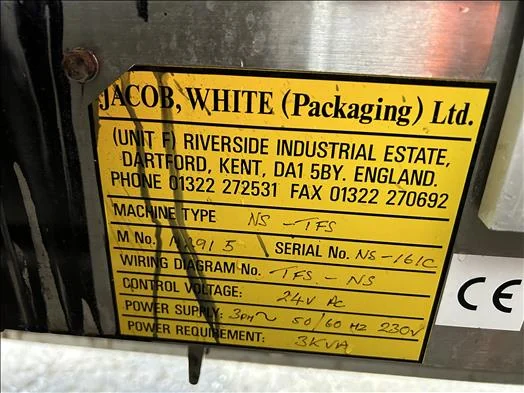 JACOB, WHITE (Packaging) Ltd.
(UNIT F) RIVERSIDE INDUSTRIAL ESTATE,
DARTFORD, KENT, DA1 5BY. ENGLAND.
PHONE 01322 272531 FAX 01322 270692
MACHINE TYPE NS - TFS
M No. SERIAL No. NS-161C
WIRING DIAGRAM No. TFS - NS
CONTROL VOLTAGE: 24V AC
POWER SUPPLY: 3PH~ 50/60 HZ 230V
POWER REQUIREMENT: 3KVA
CE